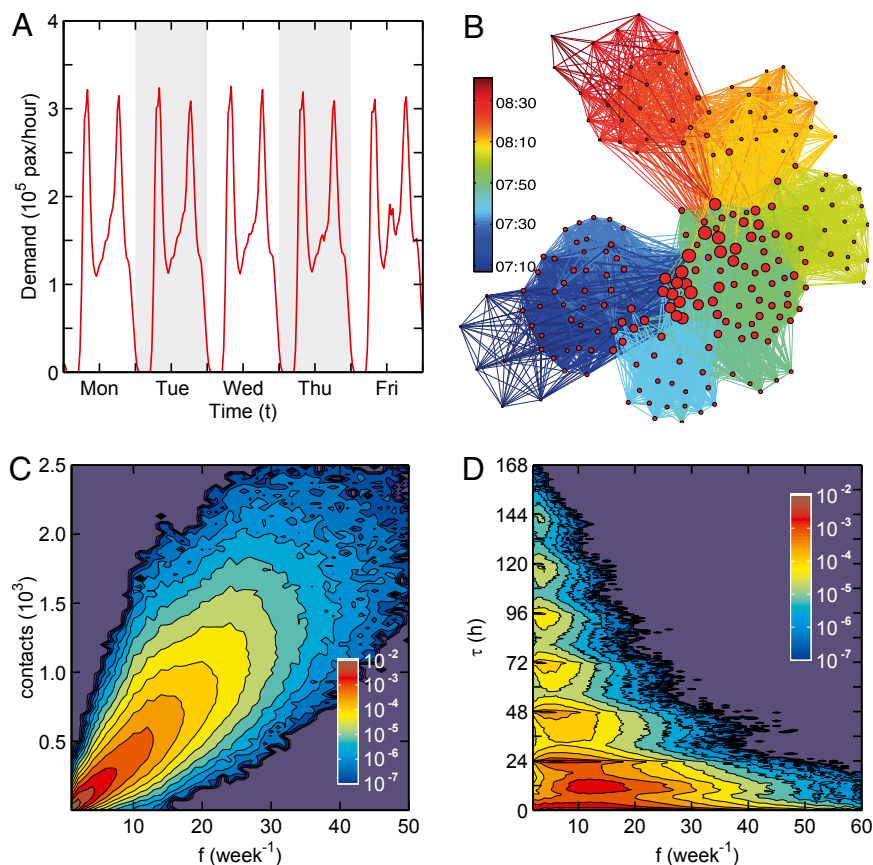 A
Demand (10^5 pax/hour)
4
3
2
1
0
Mon Tue Wed Thu Fri
Time (t)
B
08:30
08:10
07:50
07:30
07:10
C
contacts (10^3)
2.5
2.0
1.5
1.0
0.5
10 20 30 40 50
f (week^-1)
10^-2
10^-3
10^-4
10^-5
10^-6
10^-7
D
τ (h)
168
144
120
96
72
48
24
0
10 20 30 40 50 60
f (week^-1)
10^-2
10^-3
10^-4
10^-5
10^-6
10^-7